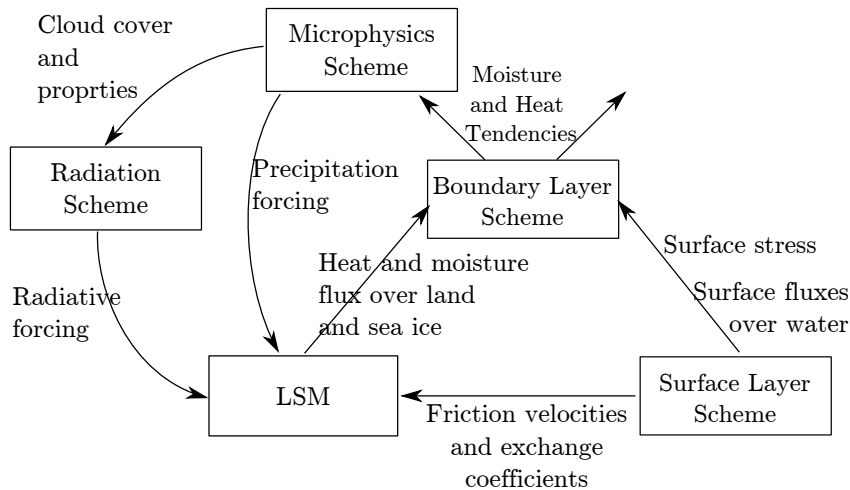 Cloud cover
and
proprties
Microphysics
Scheme
Moisture
and Heat
Tendencies
Radiation
Scheme
Precipitation
forcing
Boundary Layer
Scheme
Surface stress
Heat and moisture
flux over land
and sea ice
Radiative
forcing
Surface fluxes
over water
LSM
Surface Layer
Scheme
Friction velocities
and exchange
coefficients